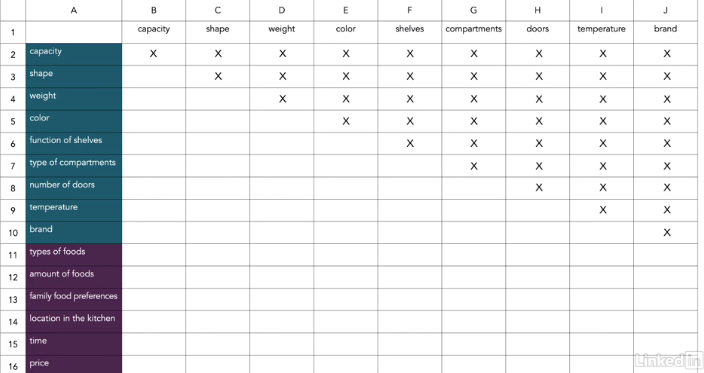 A B C D E F G H I J
1 capacity shape weight color shelves compartments doors temperature brand
2 capacity X X X X X X X X X
3 shape X X X X X X X X
4 weight X X X X X X X
5 color X X X X X X
6 function of shelves X X X X X
7 type of compartments X X X X
8 number of doors X X X
9 temperature X X
10 brand X
11 types of foods
12 amount of foods
13 family food preferences
14 location in the kitchen
15 time
16 price
Linked in